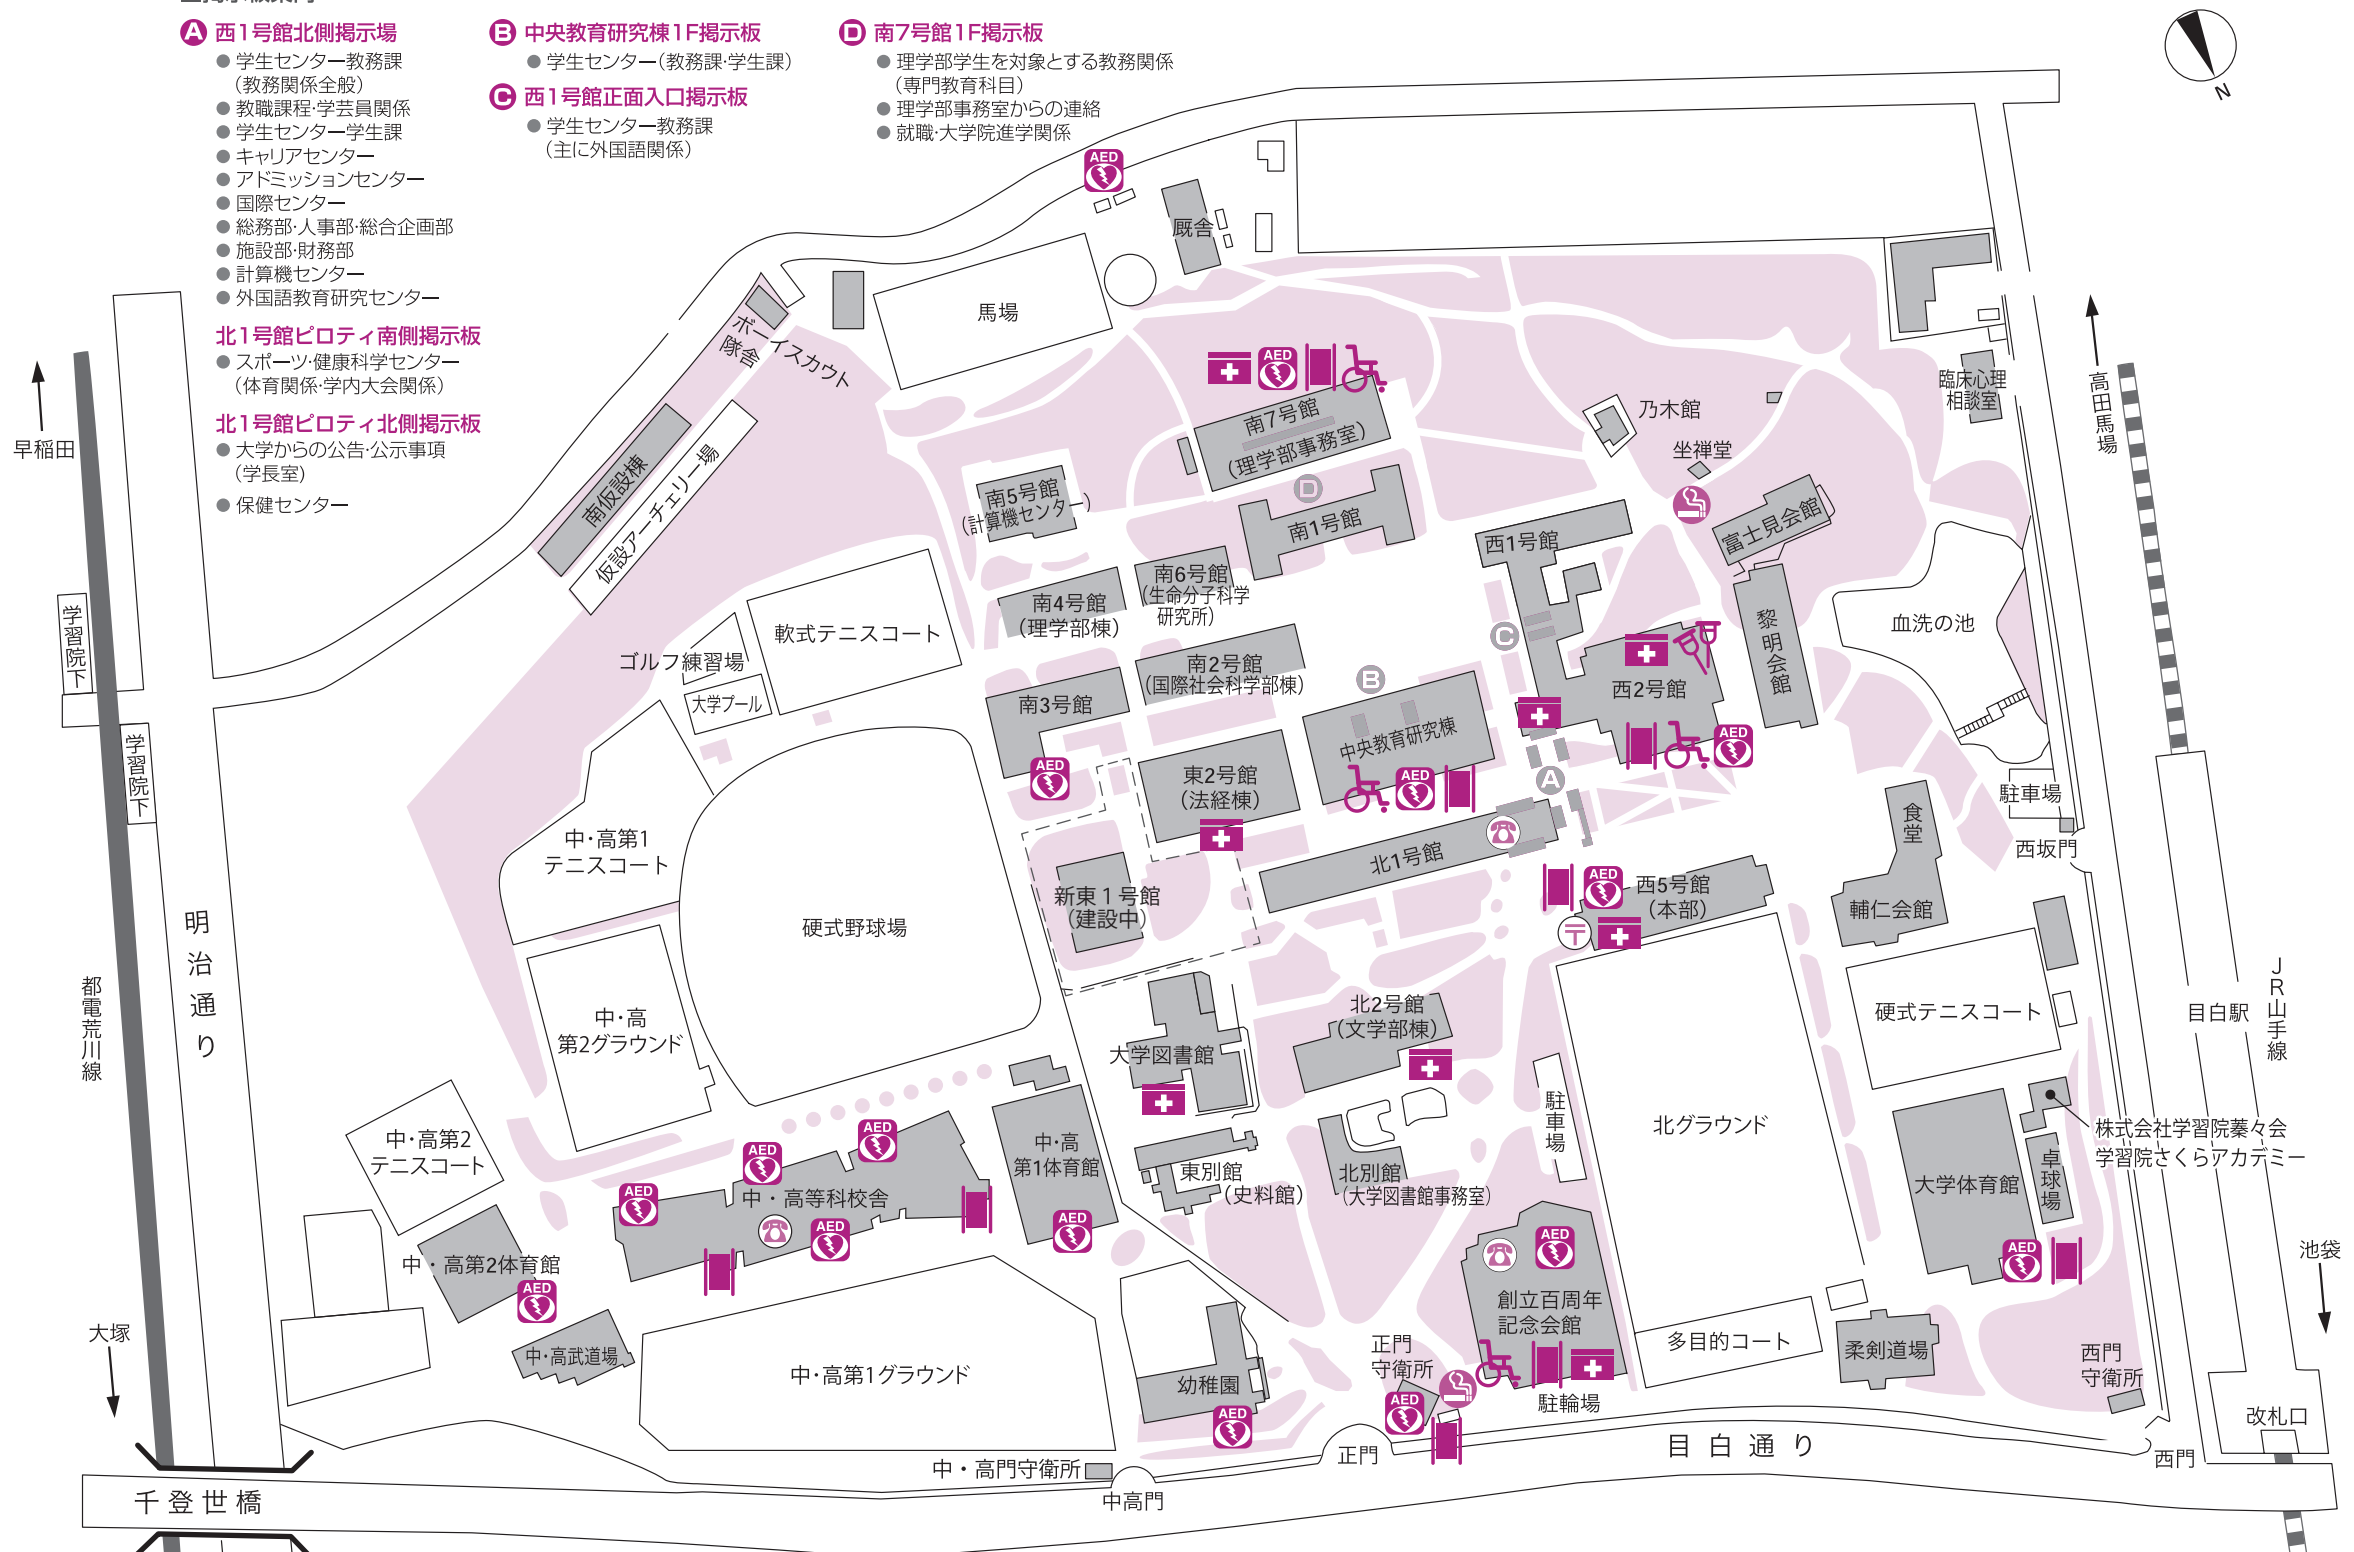 A 西1号館北側掲示場
● 学生センター教務課
（教務関係全般）
● 教職課程・学芸員関係
● 学生センター学生課
● キャリアセンター
● アドミッションセンター
● 国際センター
● 総務部・人事部・総合企画部
● 施設部・財務部
● 計算機センター
● 外国語教育研究センター
北1号館ピロティ南側掲示板
● スポーツ・健康科学センター
（体育関係・学内大会関係）
北1号館ピロティ北側掲示板
● 大学からの公告・公示事項
（学長室）
● 保健センター
B 中央教育研究棟1F掲示板
● 学生センター（教務課・学生課）
C 西1号館正面入口掲示板
● 学生センター教務課
（主に外国語関係）
D 南7号館1F掲示板
● 理学部学生を対象とする教務関係
（専門教育科目）
● 理学部事務室からの連絡
● 就職・大学院進学関係
N
AED
厩舎
馬場
ボーイスカウト
隊舎
AED
南7号館
（理学部事務室）
D
乃木館
坐禅堂
臨床心理
相談室
高田馬場
早稲田
南仮設棟
仮設アーチェリー場
南5号館
（計算機センター）
南1号館
西1号館
富士見会館
南6号館
（生命分子科学
研究所）
南4号館
（理学部棟）
軟式テニスコート
ゴルフ練習場
大学プール
学習院下
学習院下
C
黎明会館
血洗の池
南2号館
（国際社会科学部棟）
南3号館
B
西2号館
中央教育研究棟
AED
AED
AED
A
東2号館
（法経棟）
駐車場
西坂門
食堂
中・高第1
テニスコート
北1号館
新東１号館
（建設中）
硬式野球場
AED
西5号館
（本部）
〒
輔仁会館
明治通り
都電荒川線
中・高
第2グラウンド
北2号館
（文学部棟）
大学図書館
硬式テニスコート
目白駅
JR山手線
駐車場
北グラウンド
中・高第2
テニスコート
AED
AED
AED
AED
中・高等科校舎
中・高
第1体育館
AED
東別館
（史料館）
北別館
（大学図書館事務室）
株式会社学習院蓁々会
学習院さくらアカデミー
大学体育館
卓球場
AED
中・高第2体育館
AED
AED
創立百周年
記念会館
池袋
大塚
中・高武道場
中・高第1グラウンド
幼稚園
AED
正門
守衛所
AED
駐輪場
多目的コート
柔剣道場
西門
守衛所
改札口
中・高門守衛所
中高門
正門
目白通り
西門
千登世橋